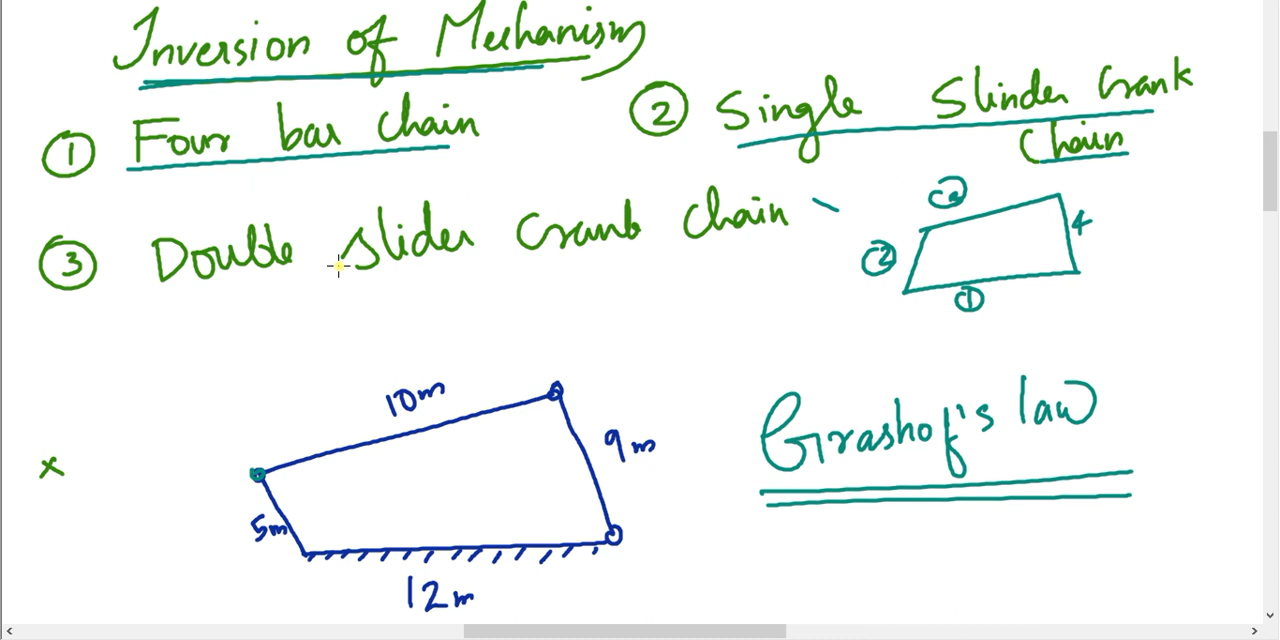 Inversion of Mechanism
① Four bar chain
② Single Slinder Crank
Chain
③ Double slider Crank chain
③
4
②
①
10m
9m
5m
12m
Grashof's law
x